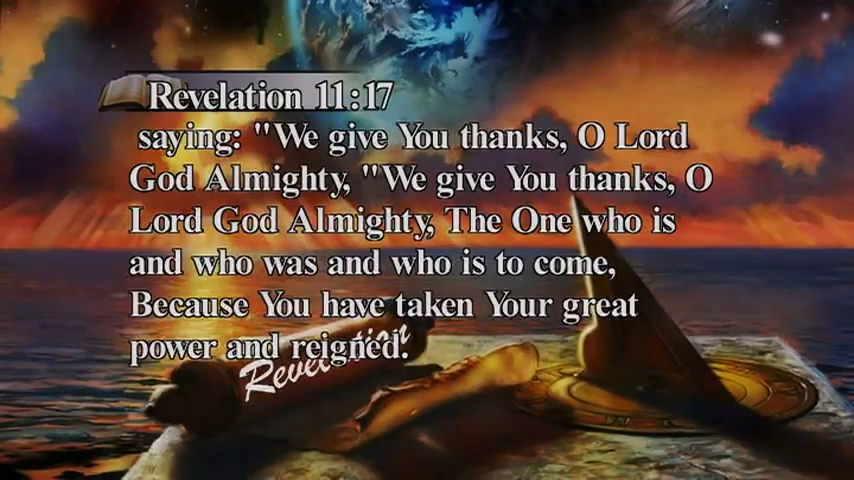 Revelation 11:17
saying: "We give You thanks, O Lord
God Almighty, "We give You thanks, O
Lord God Almighty, The One who is
and who was and who is to come,
Because You have taken Your great
power and reigned.
Revelation